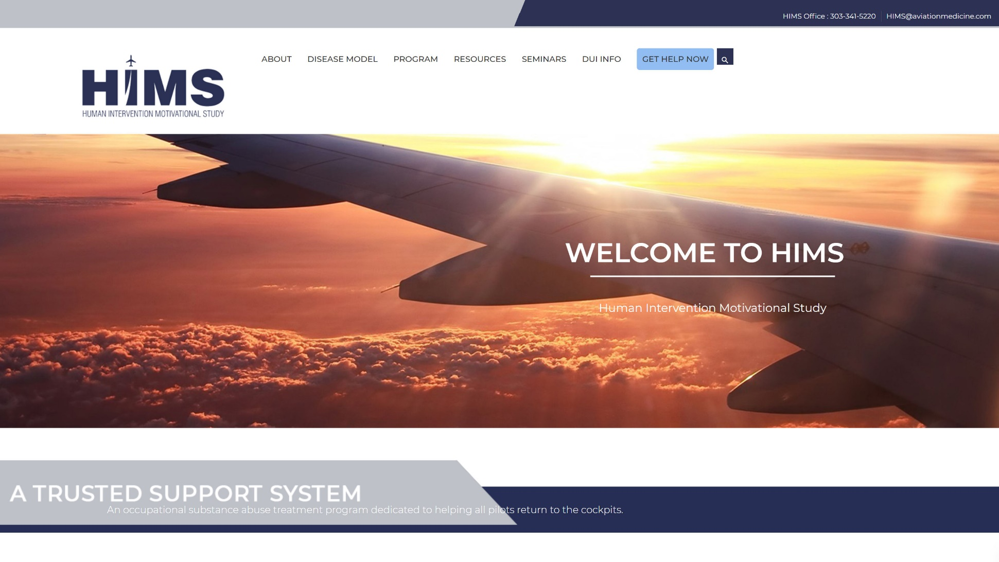 HIMS Office : 303-341-5220
HIMS@aviationmedicine.com
ABOUT DISEASE MODEL PROGRAM RESOURCES SEMINARS DUI INFO GET HELP NOW
HIMS
HUMAN INTERVENTION MOTIVATIONAL STUDY
WELCOME TO HIMS
Human Intervention Motivational Study
A TRUSTED SUPPORT SYSTEM
An occupational substance abuse treatment program dedicated to helping all pilots return to the cockpits.